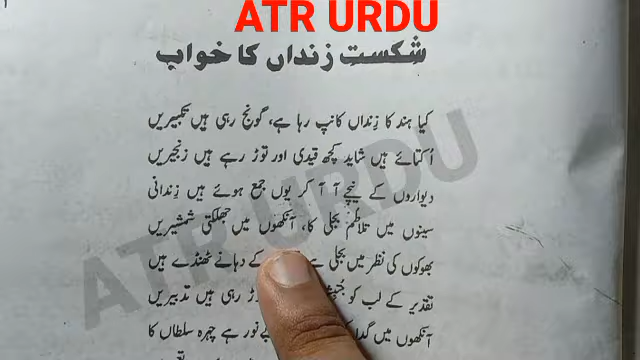 ATR URDU
شکست زنداں کا خواب
کیا ہند کا زنداں کانپ رہا ہے، گونج رہی ہیں تکبیریں
اُکتائے ہیں شاید کچھ قیدی اور توڑ رہے ہیں زنجیریں
دیواروں کے نیچے آ آ کر یوں جمع ہوئے ہیں زندانی
سینوں میں تلاطم بجلی کا، آنکھوں میں جھلکتی شمشیریں
بھوکوں کی نظر میں بجلی ہے کے دہانے ٹھنڈے ہیں
تقدیر کے لب کو رہی ہیں تدبیریں
آنکھوں میں نور ہے چہرہ سلطاں کا
ATR URDU